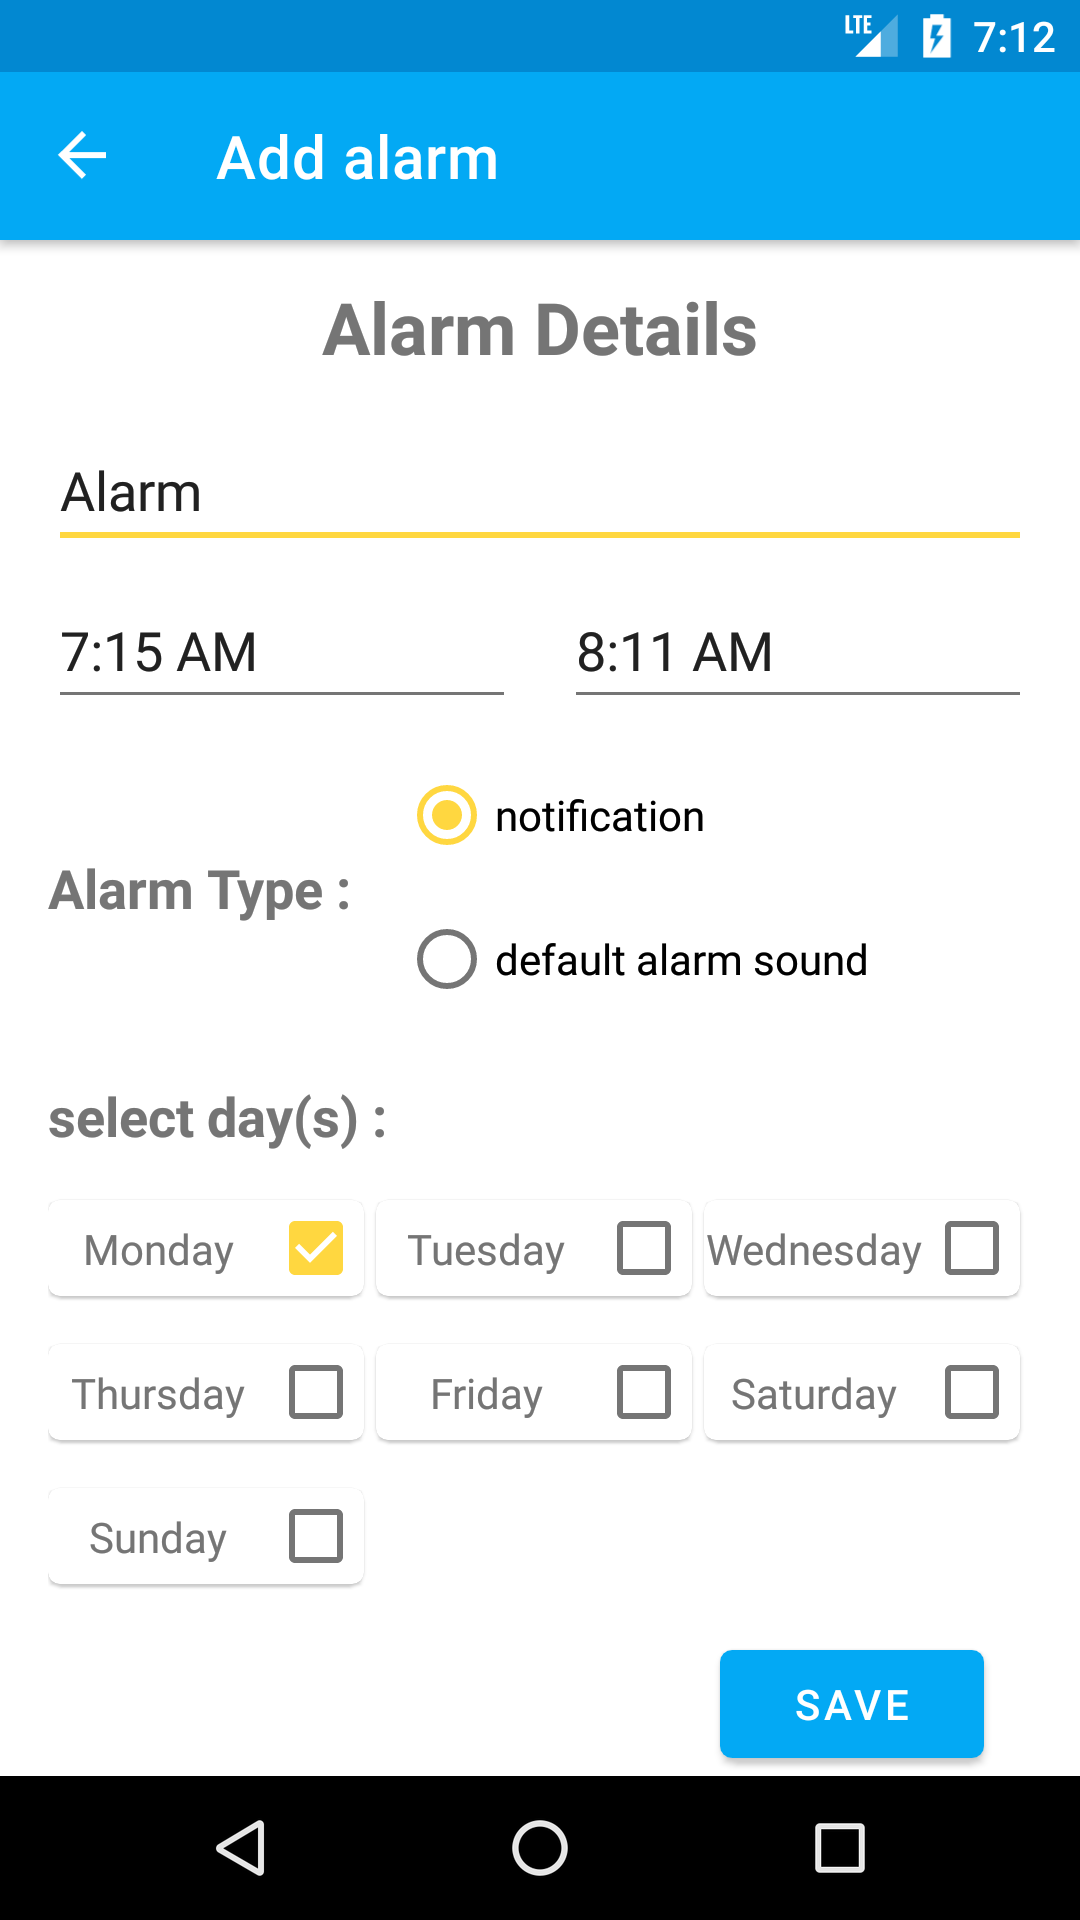 LTE 7:12
Add alarm
Alarm Details
Alarm
7:15 AM 8:11 AM
notification
Alarm Type :
default alarm sound
select day(s) :
Monday Tuesday Wednesday
Thursday Friday Saturday
Sunday
SAVE